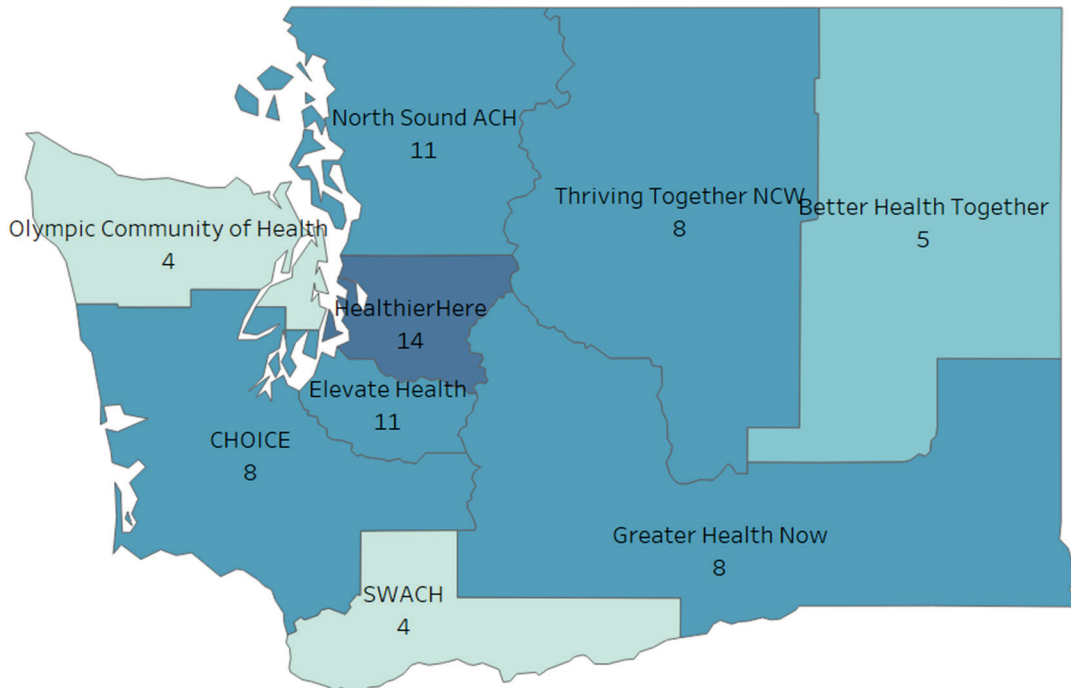 North Sound ACH
11
Thriving Together NCW
8
Better Health Together
5
Olympic Community of Health
4
HealthierHere
14
Elevate Health
11
CHOICE
8
Greater Health Now
8
SWACH
4